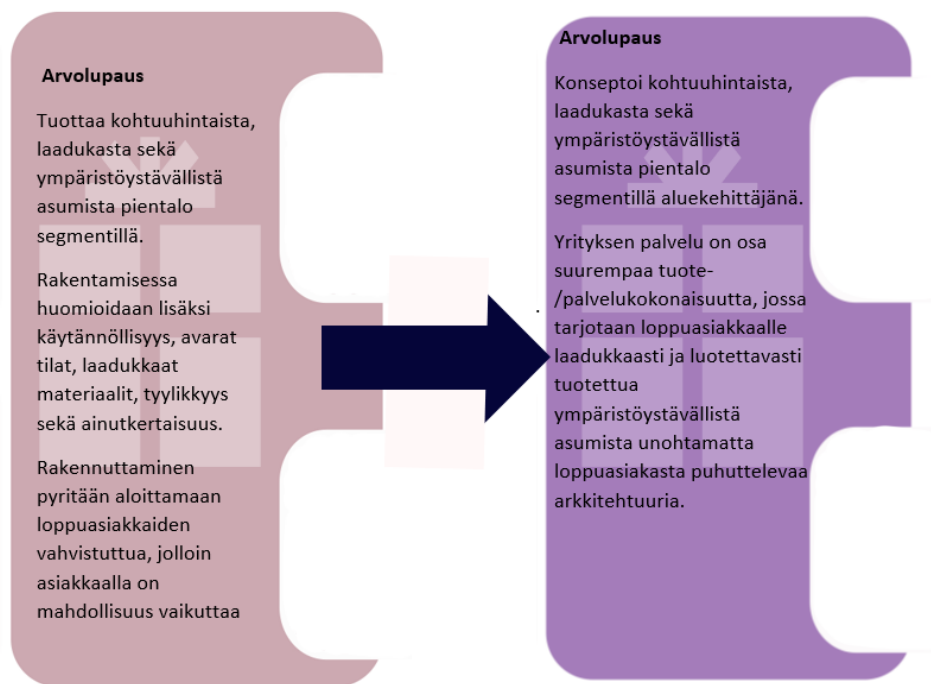 Arvolupaus
Tuottaa kohtuuhintaista,
laadukasta sekä
ympäristöystävällistä
asumista pientalo
segmentillä.
Rakentamisessa
huomioidaan lisäksi
käytännöllisyys, avarat
tilat, laadukkaat
materiaalit, tyylikkyys
sekä ainutkertaisuus.
Rakennuttaminen
pyritään aloittamaan
loppuasiakkaiden
vahvistuttua, jolloin
asiakkaalla on
mahdollisuus vaikuttaa
Arvolupaus
Konseptoi kohtuuhintaista,
laadukasta sekä
ympäristöystävällistä
asumista pientalo
segmentillä aluekehittäjänä.
Yrityksen palvelu on osa
suurempaa tuote-
/palvelukokonaisuutta, jossa
tarjotaan loppuasiakkaalle
laadukkaasti ja luotettavasti
tuotettua
ympäristöystävällistä
asumista unohtamatta
loppuasiakasta puhuttelevaa
arkkitehtuuria.